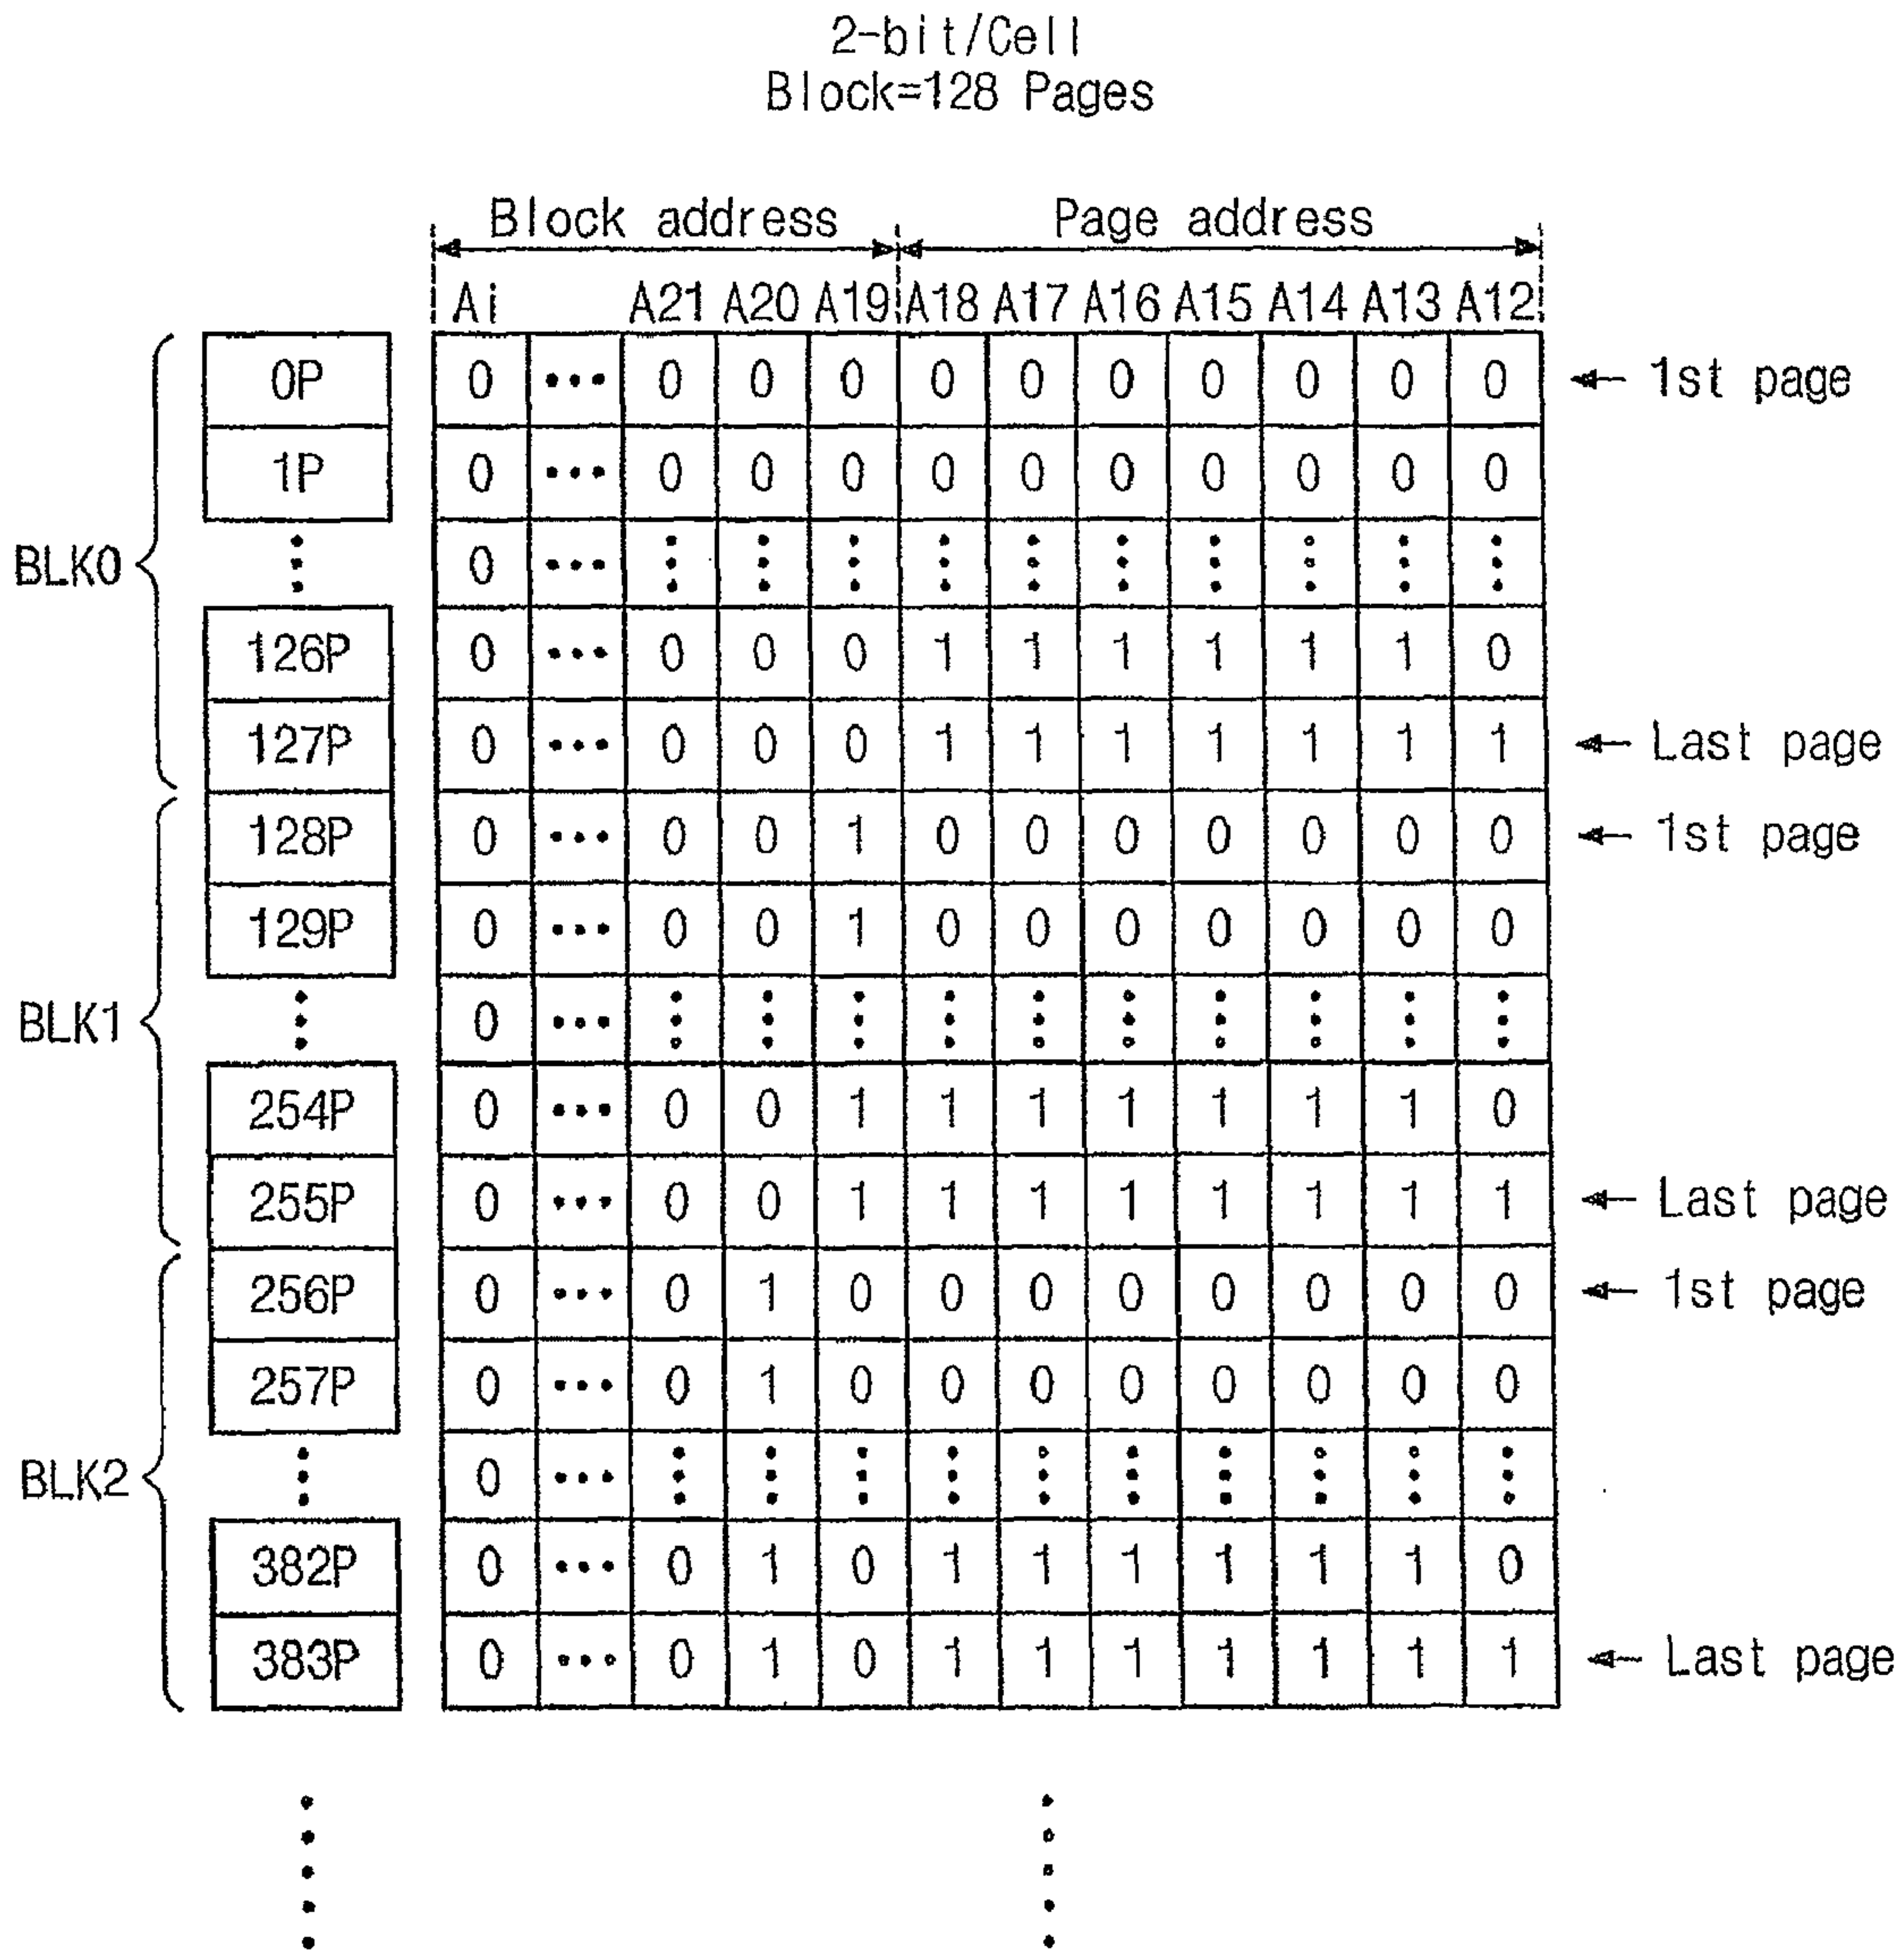 2-bit/Cell
Block=128 Pages
Block address Page address
Ai A21 A20 A19 A18 A17 A16 A15 A14 A13 A12
0P 0 ••• 0 0 0 0 0 0 0 0 0 0 1st page
1P 0 ••• 0 0 0 0 0 0 0 0 0 0
BLK0 0 •••
126P 0 ••• 0 0 0 1 1 1 1 1 1 0
127P 0 ••• 0 0 0 1 1 1 1 1 1 1 Last page
128P 0 ••• 0 0 1 0 0 0 0 0 0 0 1st page
129P 0 ••• 0 0 1 0 0 0 0 0 0 0
BLK1 0 •••
254P 0 ••• 0 0 1 1 1 1 1 1 1 0
255P 0 ••• 0 0 1 1 1 1 1 1 1 1 Last page
256P 0 ••• 0 1 0 0 0 0 0 0 0 0 1st page
257P 0 ••• 0 1 0 0 0 0 0 0 0 0
BLK2 0 •••
382P 0 ••• 0 1 0 1 1 1 1 1 1 0
383P 0 ••• 0 1 0 1 1 1 1 1 1 1 Last page